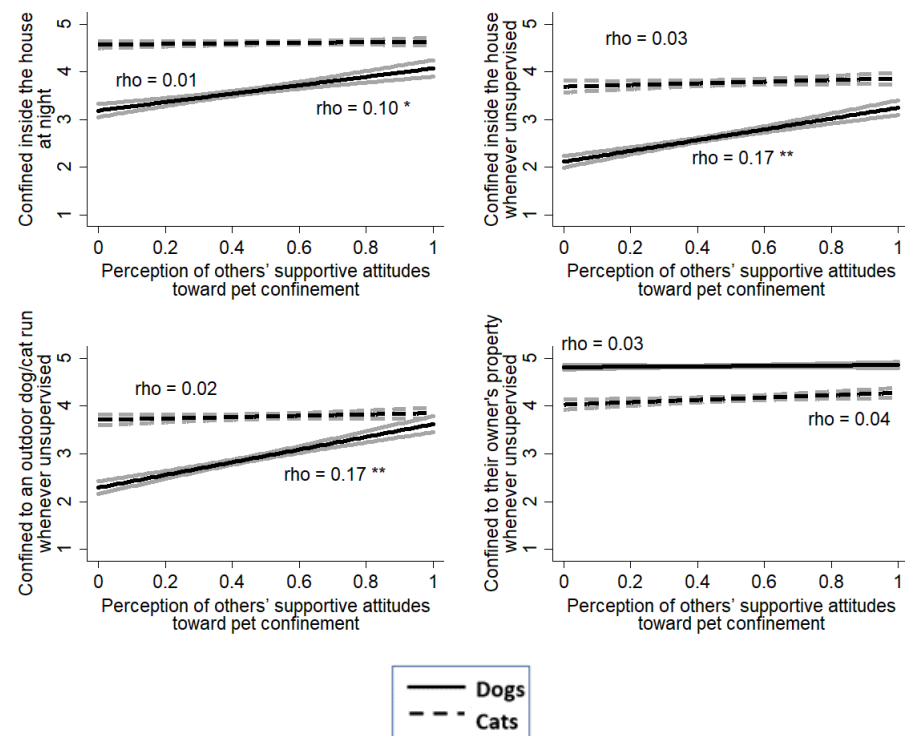 Confined inside the house
at night
5
4
3
2
1
rho = 0.01
rho = 0.10 *
0 0.2 0.4 0.6 0.8 1
Perception of others' supportive attitudes
toward pet confinement
Confined inside the house
whenever unsupervised
5
4
3
2
1
rho = 0.03
rho = 0.17 **
0 0.2 0.4 0.6 0.8 1
Perception of others' supportive attitudes
toward pet confinement
Confined to an outdoor dog/cat run
whenever unsupervised
5
4
3
2
1
rho = 0.02
rho = 0.17 **
0 0.2 0.4 0.6 0.8 1
Perception of others' supportive attitudes
toward pet confinement
Confined to their owner's property
whenever unsupervised
5
4
3
2
1
rho = 0.03
rho = 0.04
0 0.2 0.4 0.6 0.8 1
Perception of others' supportive attitudes
toward pet confinement
Dogs
Cats